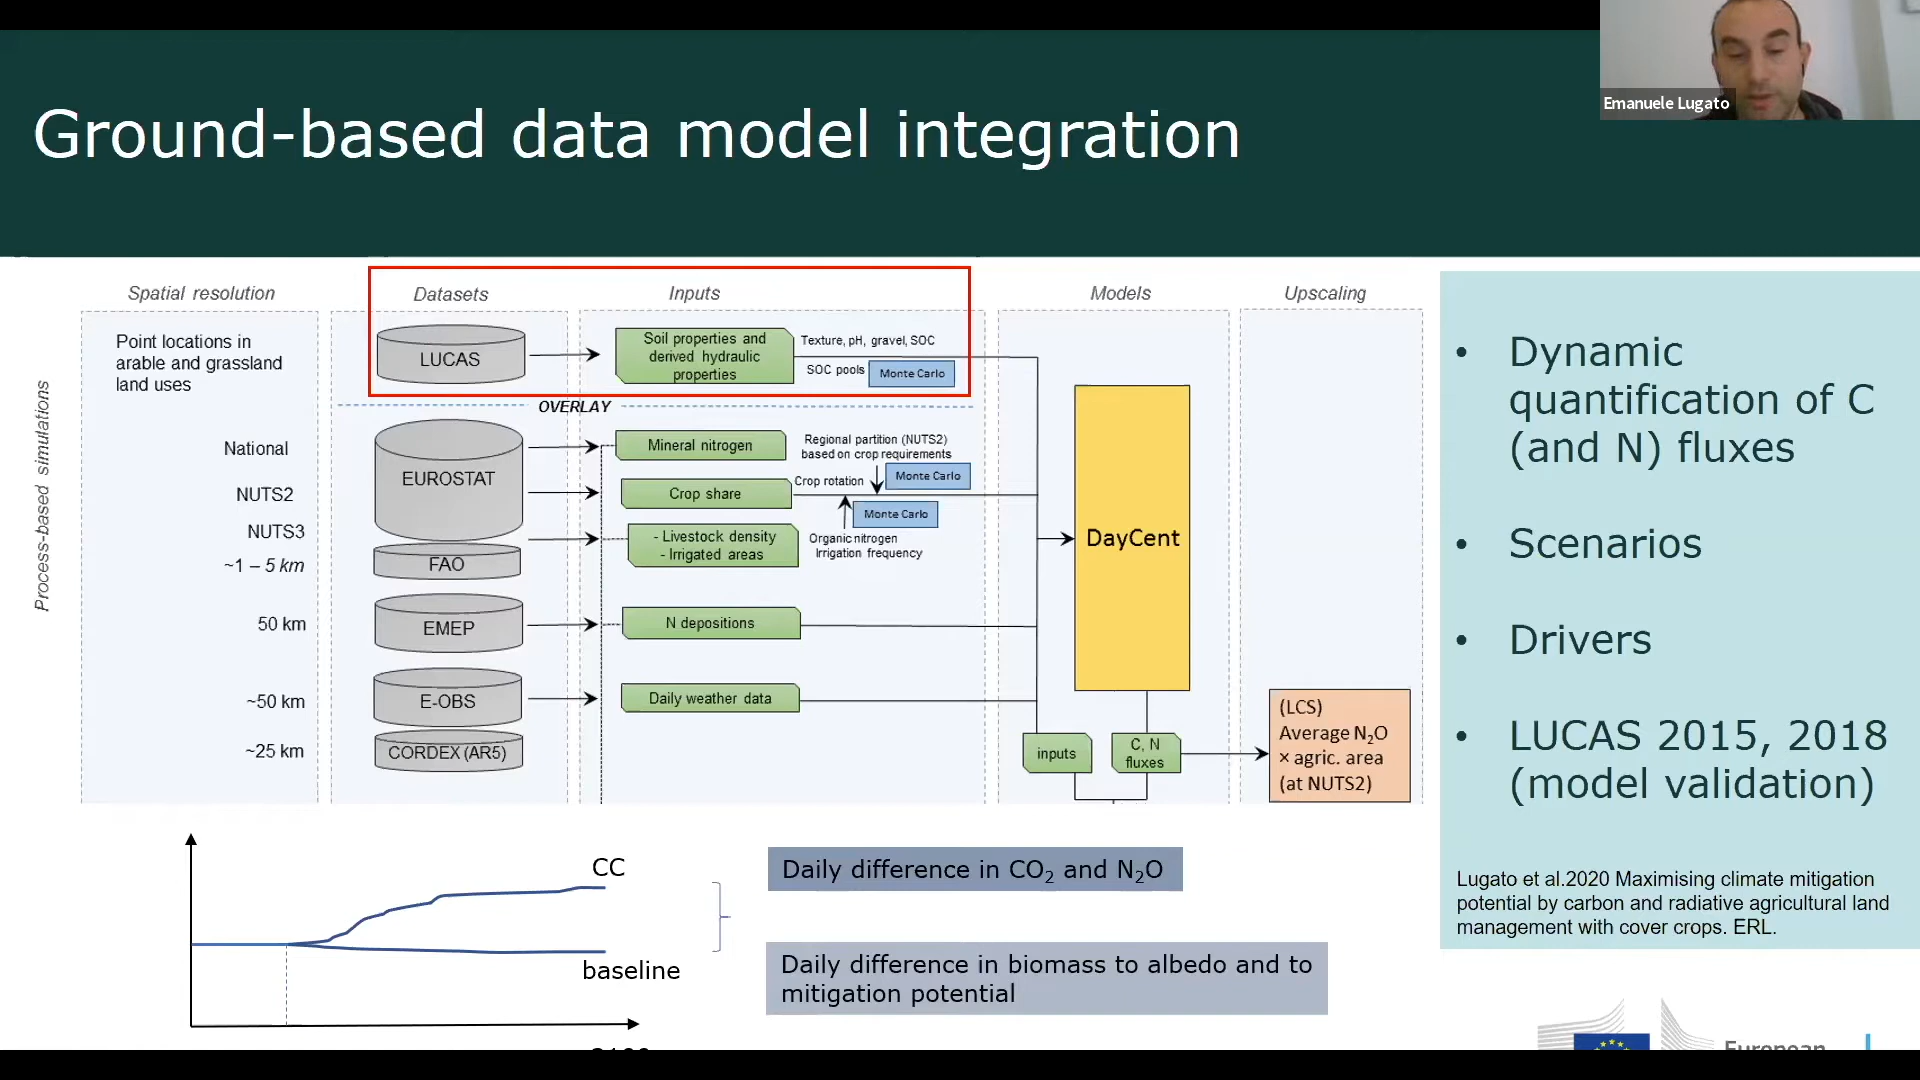 Emanuele Lugato
Ground-based data model integration
Spatial resolution
Datasets
Inputs
Models
Upscaling
Process-based simulations
Point locations in
arable and grassland
land uses
National
NUTS2
NUTS3
~1 – 5 km
50 km
~50 km
~25 km
LUCAS
EUROSTAT
FAO
EMEP
E-OBS
CORDEX (AR5)
Soil properties and
derived hydraulic
properties
Texture, pH, gravel, SOC
SOC pools
Monte Carlo
OVERLAY
Mineral nitrogen
Regional partition (NUTS2)
based on crop requirements
Monte Carlo
Crop share
Crop rotation
Monte Carlo
- Livestock density
- Irrigated areas
Organic nitrogen
Irrigation frequency
N depositions
Daily weather data
DayCent
inputs
C, N
fluxes
(LCS)
Average N₂O
× agric. area
(at NUTS2)
• Dynamic
quantification of C
(and N) fluxes
• Scenarios
• Drivers
• LUCAS 2015, 2018
(model validation)
Lugato et al.2020 Maximising climate mitigation
potential by carbon and radiative agricultural land
management with cover crops. ERL.
CC
baseline
Daily difference in CO₂ and N₂O
Daily difference in biomass to albedo and to
mitigation potential
European